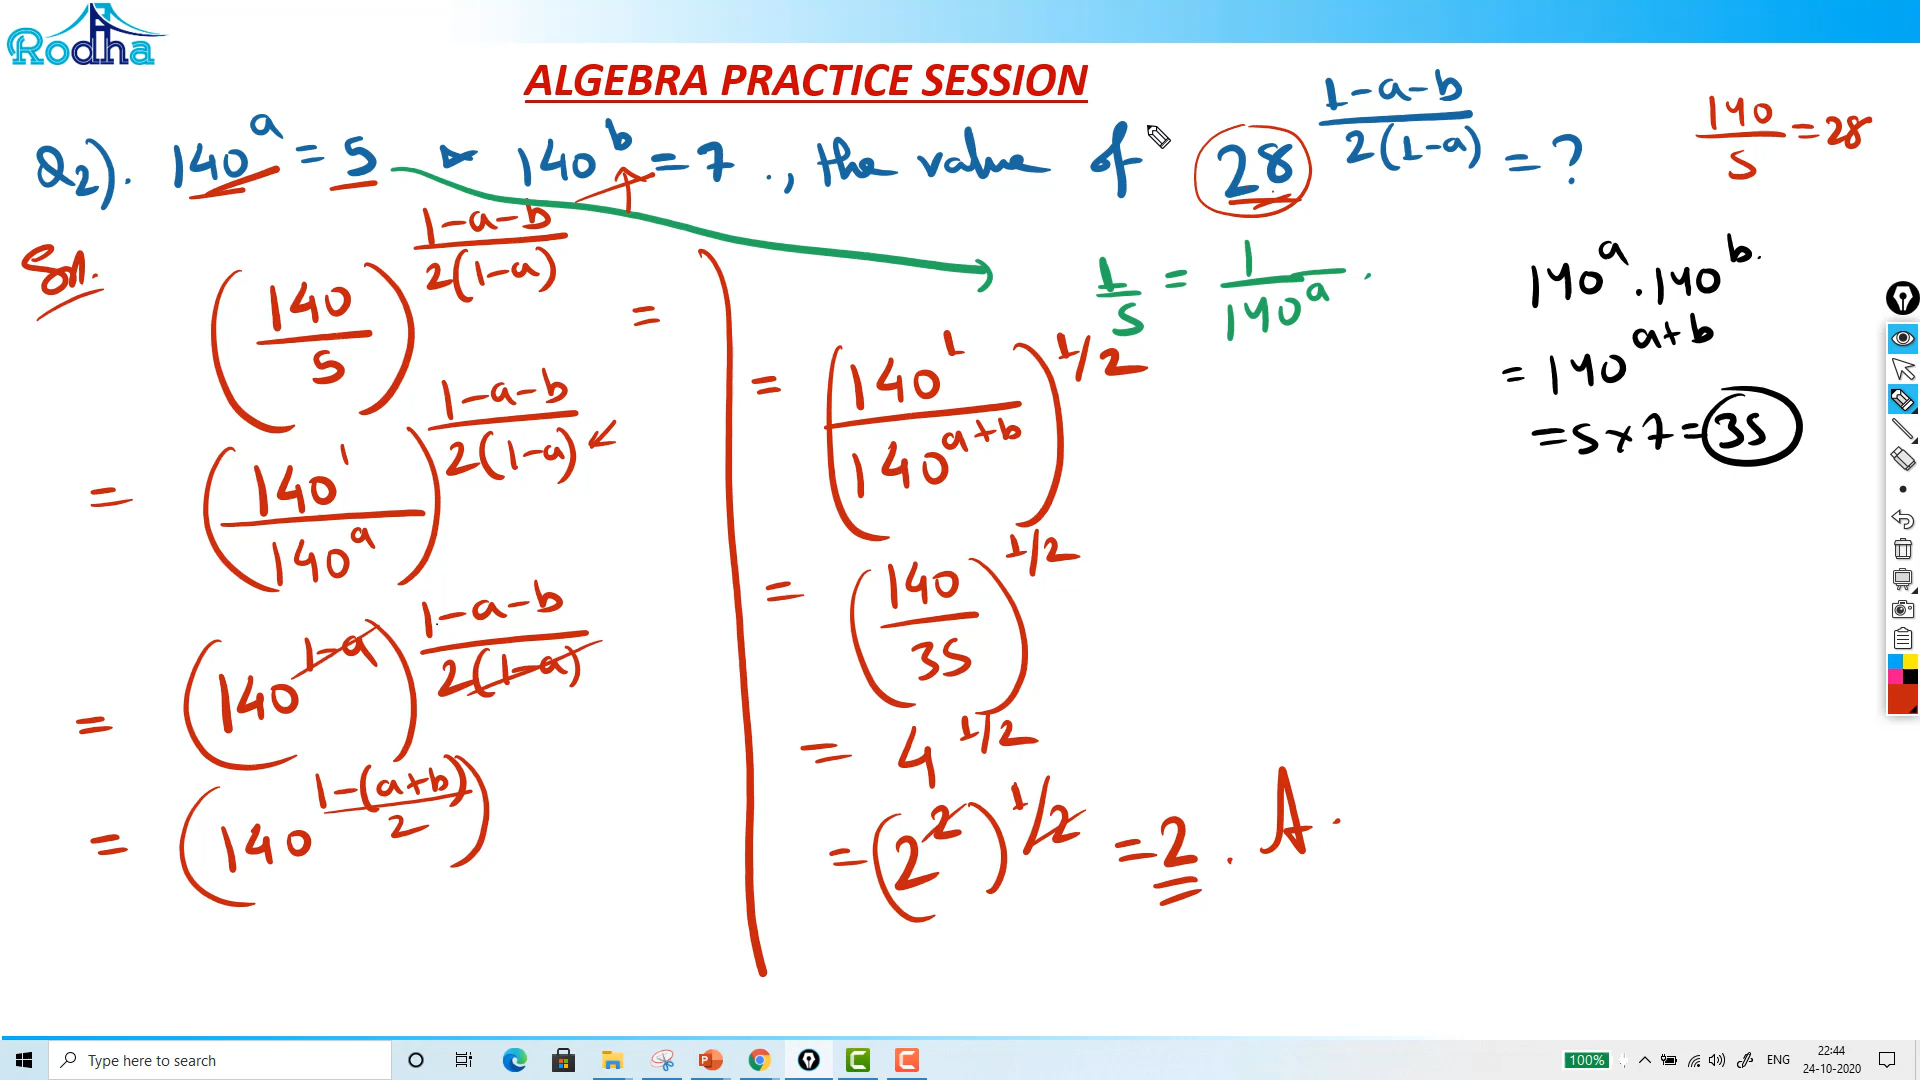 Rodha
ALGEBRA PRACTICE SESSION
Q2). 140^a = 5 & 140^b = 7 ., the value of 28^((1-a-b)/(2(1-a))) = ?
140/5 = 28
Sol.
(140/5)^((1-a-b)/(2(1-a))) =
= (140^1/140^a)^((1-a-b)/(2(1-a)))
= (140^(1-a))^((1-a-b)/(2(1-a)))
= (140^((1-(a+b))/2))
1/5 = 1/140^a .
= (140^1/140^(a+b))^(1/2)
= (140/35)^(1/2)
= 4^(1/2)
= (2^2)^(1/2) = 2 . A .
140^a . 140^b .
= 140^(a+b)
= 5 x 7 = 35
Type here to search
100%
ENG
22:44
24-10-2020